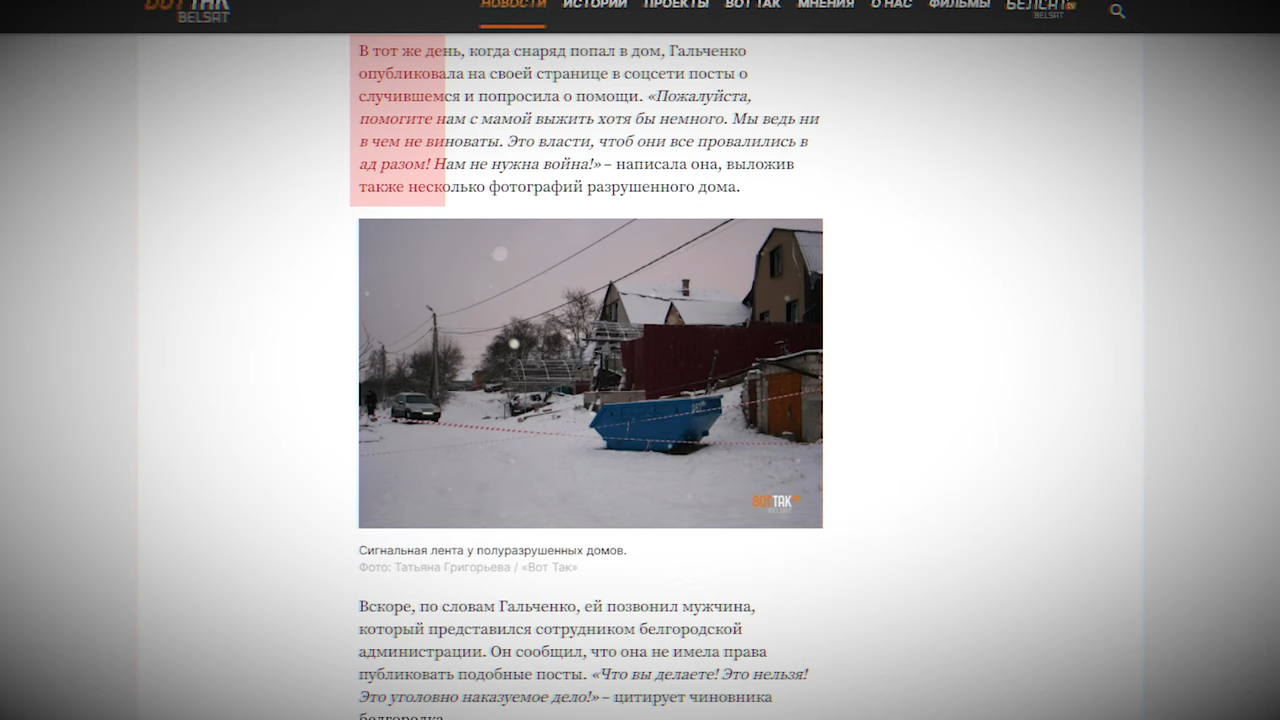 ВОТ ТАК
BELSAT
НОВОСТИ ИСТОРИИ ПРОЕКТЫ ВОТ ТАК МНЕНИЯ О НАС ФИЛЬМЫ БЕЛСАТ
BELSAT
В тот же день, когда снаряд попал в дом, Гальченко
опубликовала на своей странице в соцсети посты о
случившемся и попросила о помощи. «Пожалуйста,
помогите нам с мамой выжить хотя бы немного. Мы ведь ни
в чем не виноваты. Это власти, чтоб они все провалились в
ад разом! Нам не нужна война!» – написала она, выложив
также несколько фотографий разрушенного дома.
ВОТ ТАК
BELSAT
Сигнальная лента у полуразрушенных домов.
Фото: Татьяна Григорьева / «Вот Так»
Вскоре, по словам Гальченко, ей позвонил мужчина,
который представился сотрудником белгородской
администрации. Он сообщил, что она не имела права
публиковать подобные посты. «Что вы делаете! Это нельзя!
Это уголовно наказуемое дело!» – цитирует чиновника
белгородка.